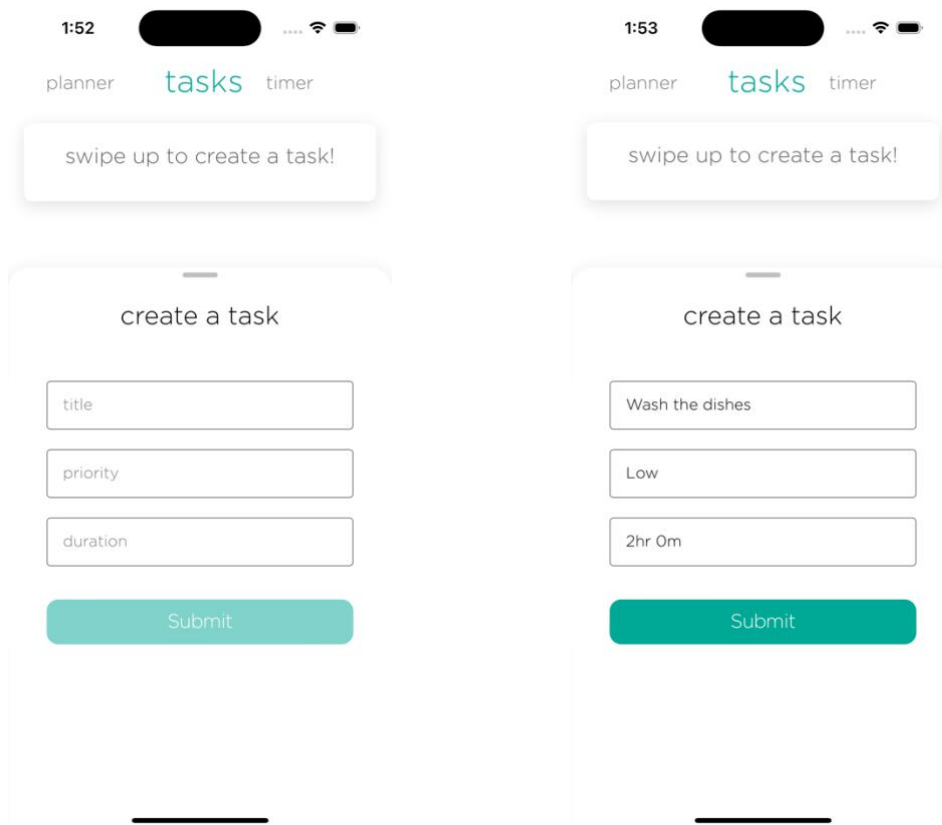 1:52
planner tasks timer
swipe up to create a task!
create a task
title
priority
duration
Submit
1:53
planner tasks timer
swipe up to create a task!
create a task
Wash the dishes
Low
2hr 0m
Submit